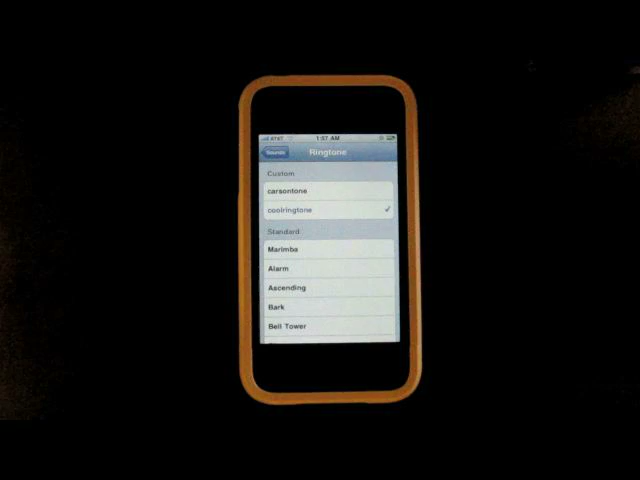 AT&T 1:57 AM
Sounds Ringtone
Custom
carsontone
coolringtone
Standard
Marimba
Alarm
Ascending
Bark
Bell Tower